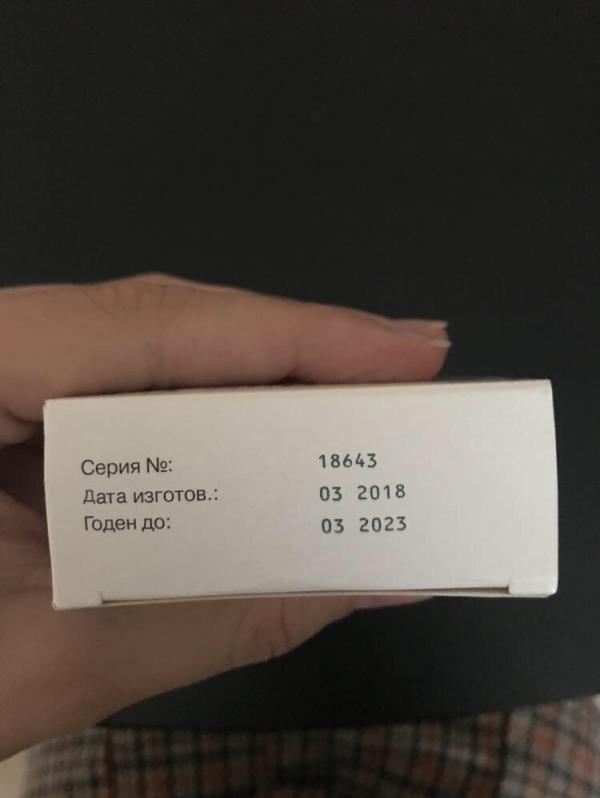 Серия №: 18643
Дата изготов.: 03 2018
Годен до: 03 2023